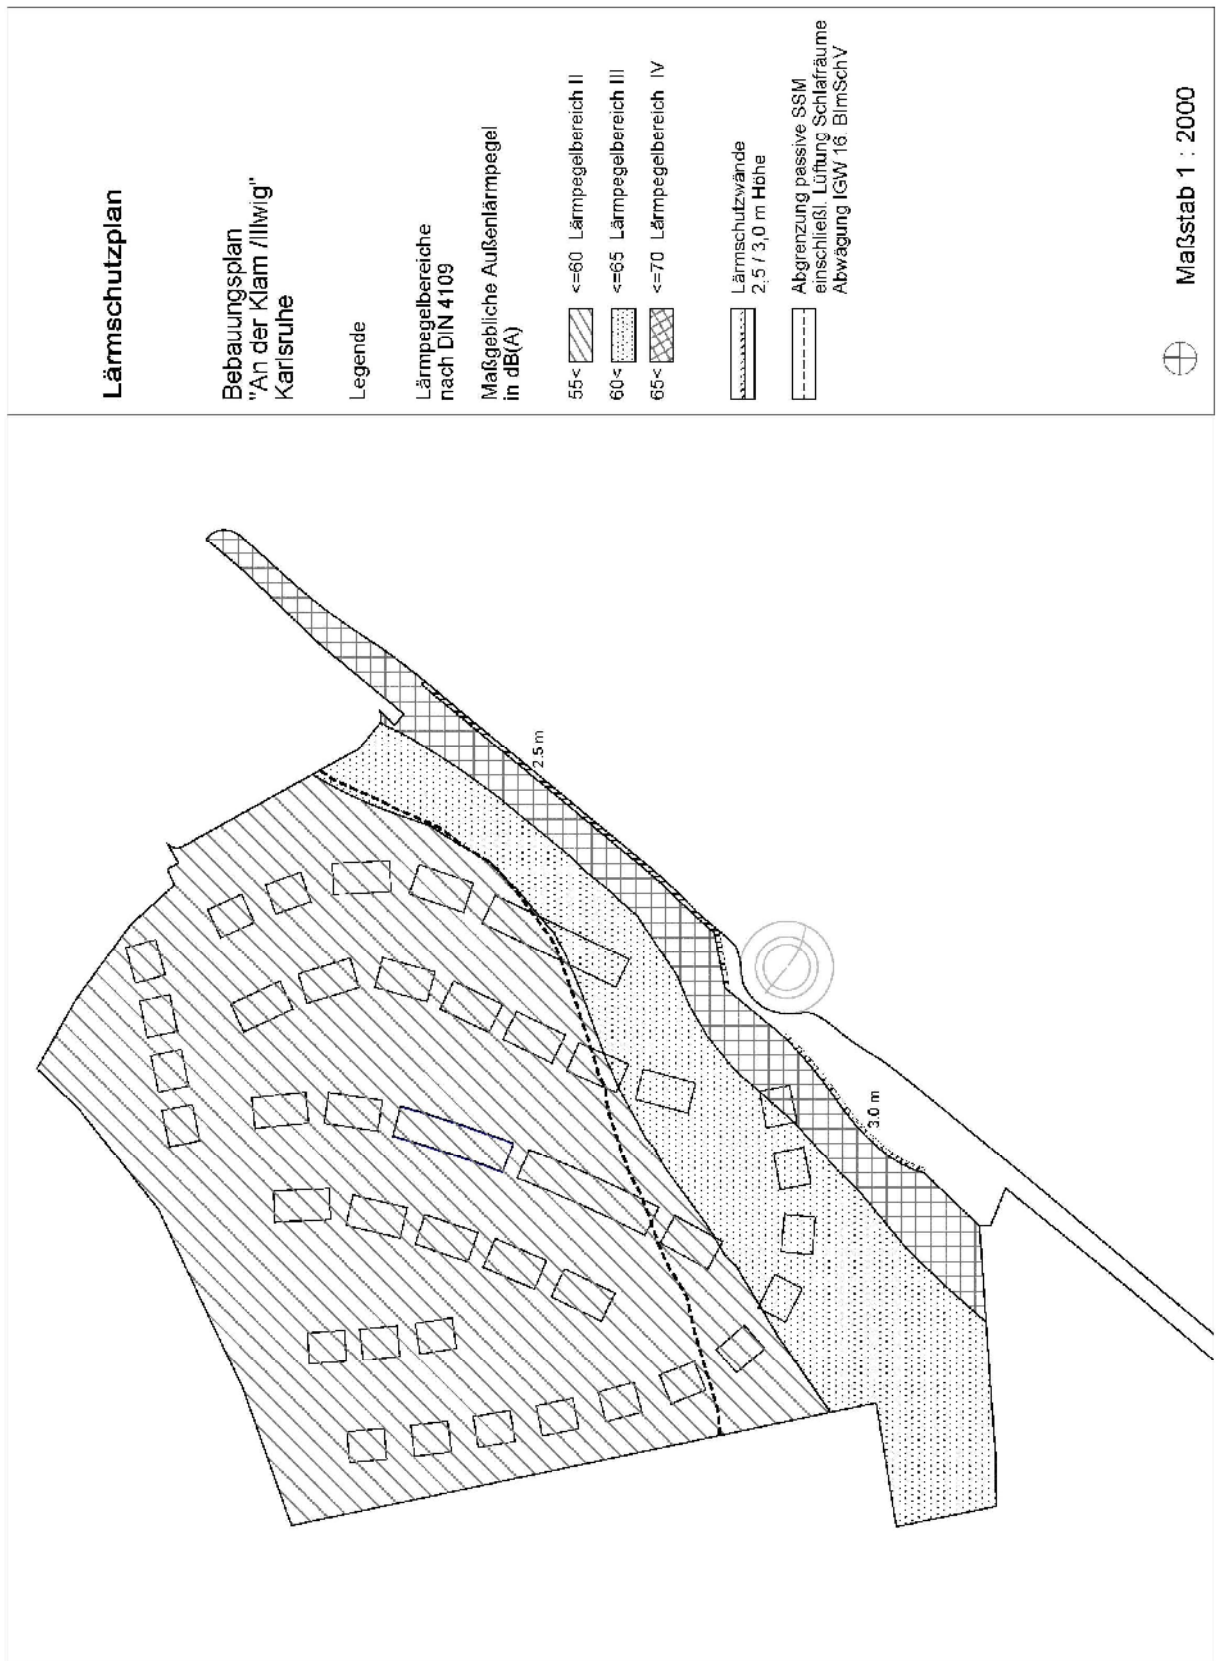 Lärmschutzplan
Bebauungsplan
"An der Klam /Illwig"
Karlsruhe
Legende
Lärmpegelbereiche
nach DIN 4109
Maßgebliche Außenlärmpegel
in dB(A)
55< <=60 Lärmpegelbereich II
60< <=65 Lärmpegelbereich III
65< <=70 Lärmpegelbereich IV
Lärmschutzwände
2,5 / 3,0 m Höhe
Abgrenzung passive SSM
einschließl. Lüftung Schlafräume
Abwägung IGW 16. BImSchV
Maßstab 1 : 2000
2.5 m
3.0 m